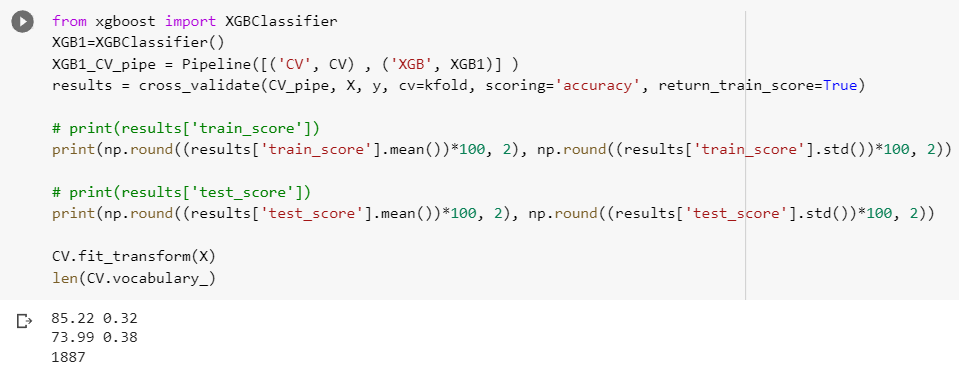 from xgboost import XGBClassifier
XGB1=XGBClassifier()
XGB1_CV_pipe = Pipeline([('CV', CV) , ('XGB', XGB1)] )
results = cross_validate(CV_pipe, X, y, cv=kfold, scoring='accuracy', return_train_score=True)
# print(results['train_score'])
print(np.round((results['train_score'].mean())*100, 2), np.round((results['train_score'].std())*100, 2))
# print(results['test_score'])
print(np.round((results['test_score'].mean())*100, 2), np.round((results['test_score'].std())*100, 2))
CV.fit_transform(X)
len(CV.vocabulary_)
85.22 0.32
73.99 0.38
1887